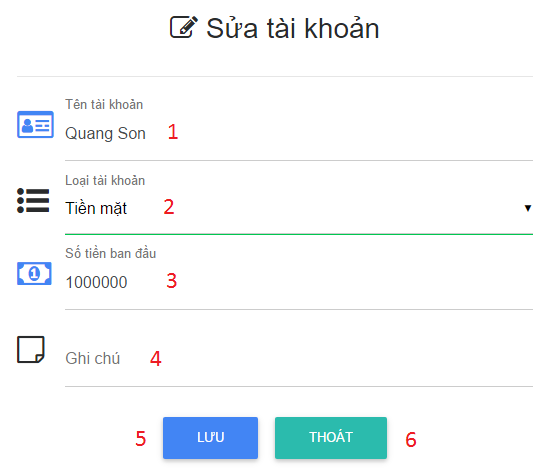 Sửa tài khoản
Tên tài khoản
Quang Son 1
Loại tài khoản
Tiền mặt 2
Số tiền ban đầu
1000000 3
Ghi chú 4
5 LƯU THOÁT 6